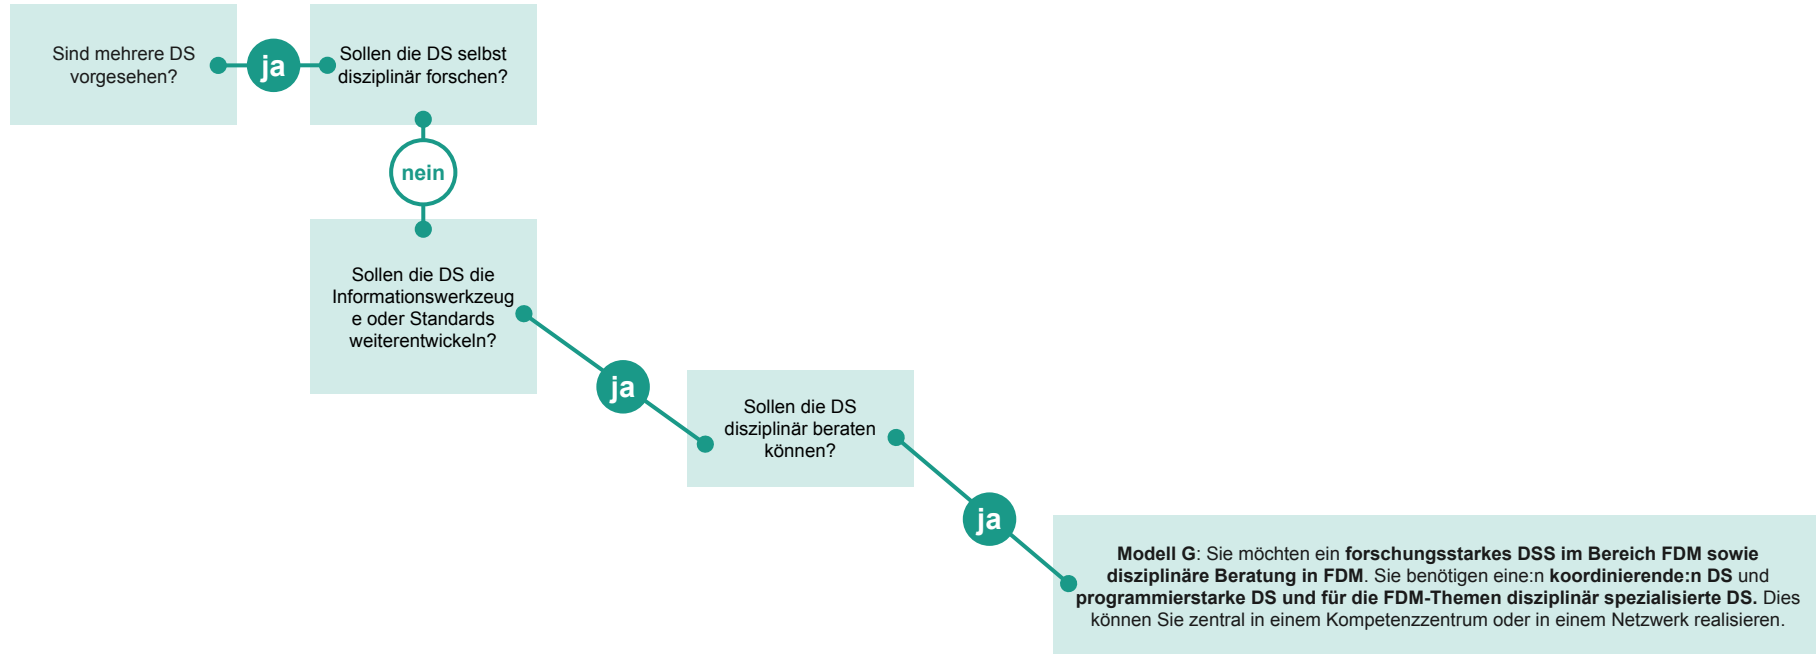 Sind mehrere DS
vorgesehen?
ja
Sollen die DS selbst
disziplinär forschen?
nein
Sollen die DS die
Informationswerkzeug
e oder Standards
weiterentwickeln?
ja
Sollen die DS
disziplinär beraten
können?
ja
Modell G: Sie möchten ein forschungsstarkes DSS im Bereich FDM sowie
disziplinäre Beratung in FDM. Sie benötigen eine:n koordinierende:n DS und
programmierstarke DS und für die FDM-Themen disziplinär spezialisierte DS. Dies
können Sie zentral in einem Kompetenzzentrum oder in einem Netzwerk realisieren.